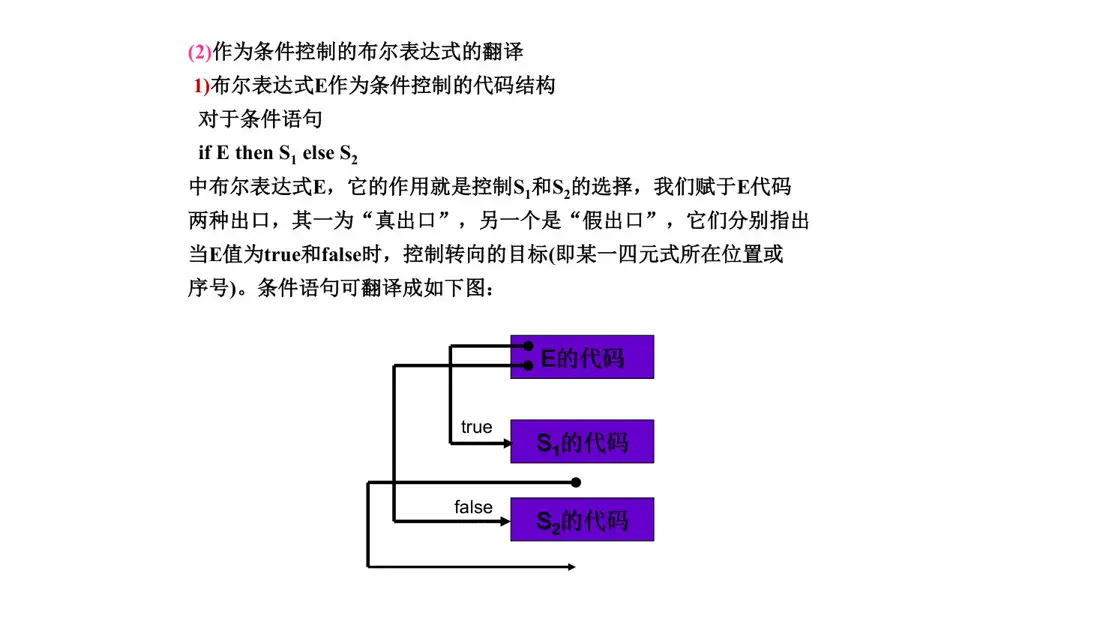 (2)作为条件控制的布尔表达式的翻译
1)布尔表达式E作为条件控制的代码结构
对于条件语句
if E then S1 else S2
中布尔表达式E，它的作用就是控制S1和S2的选择，我们赋于E代码
两种出口，其一为“真出口”，另一个是“假出口”，它们分别指出
当E值为true和false时，控制转向的目标(即某一四元式所在位置或
序号)。条件语句可翻译成如下图：
E的代码
true
S1的代码
false
S2的代码